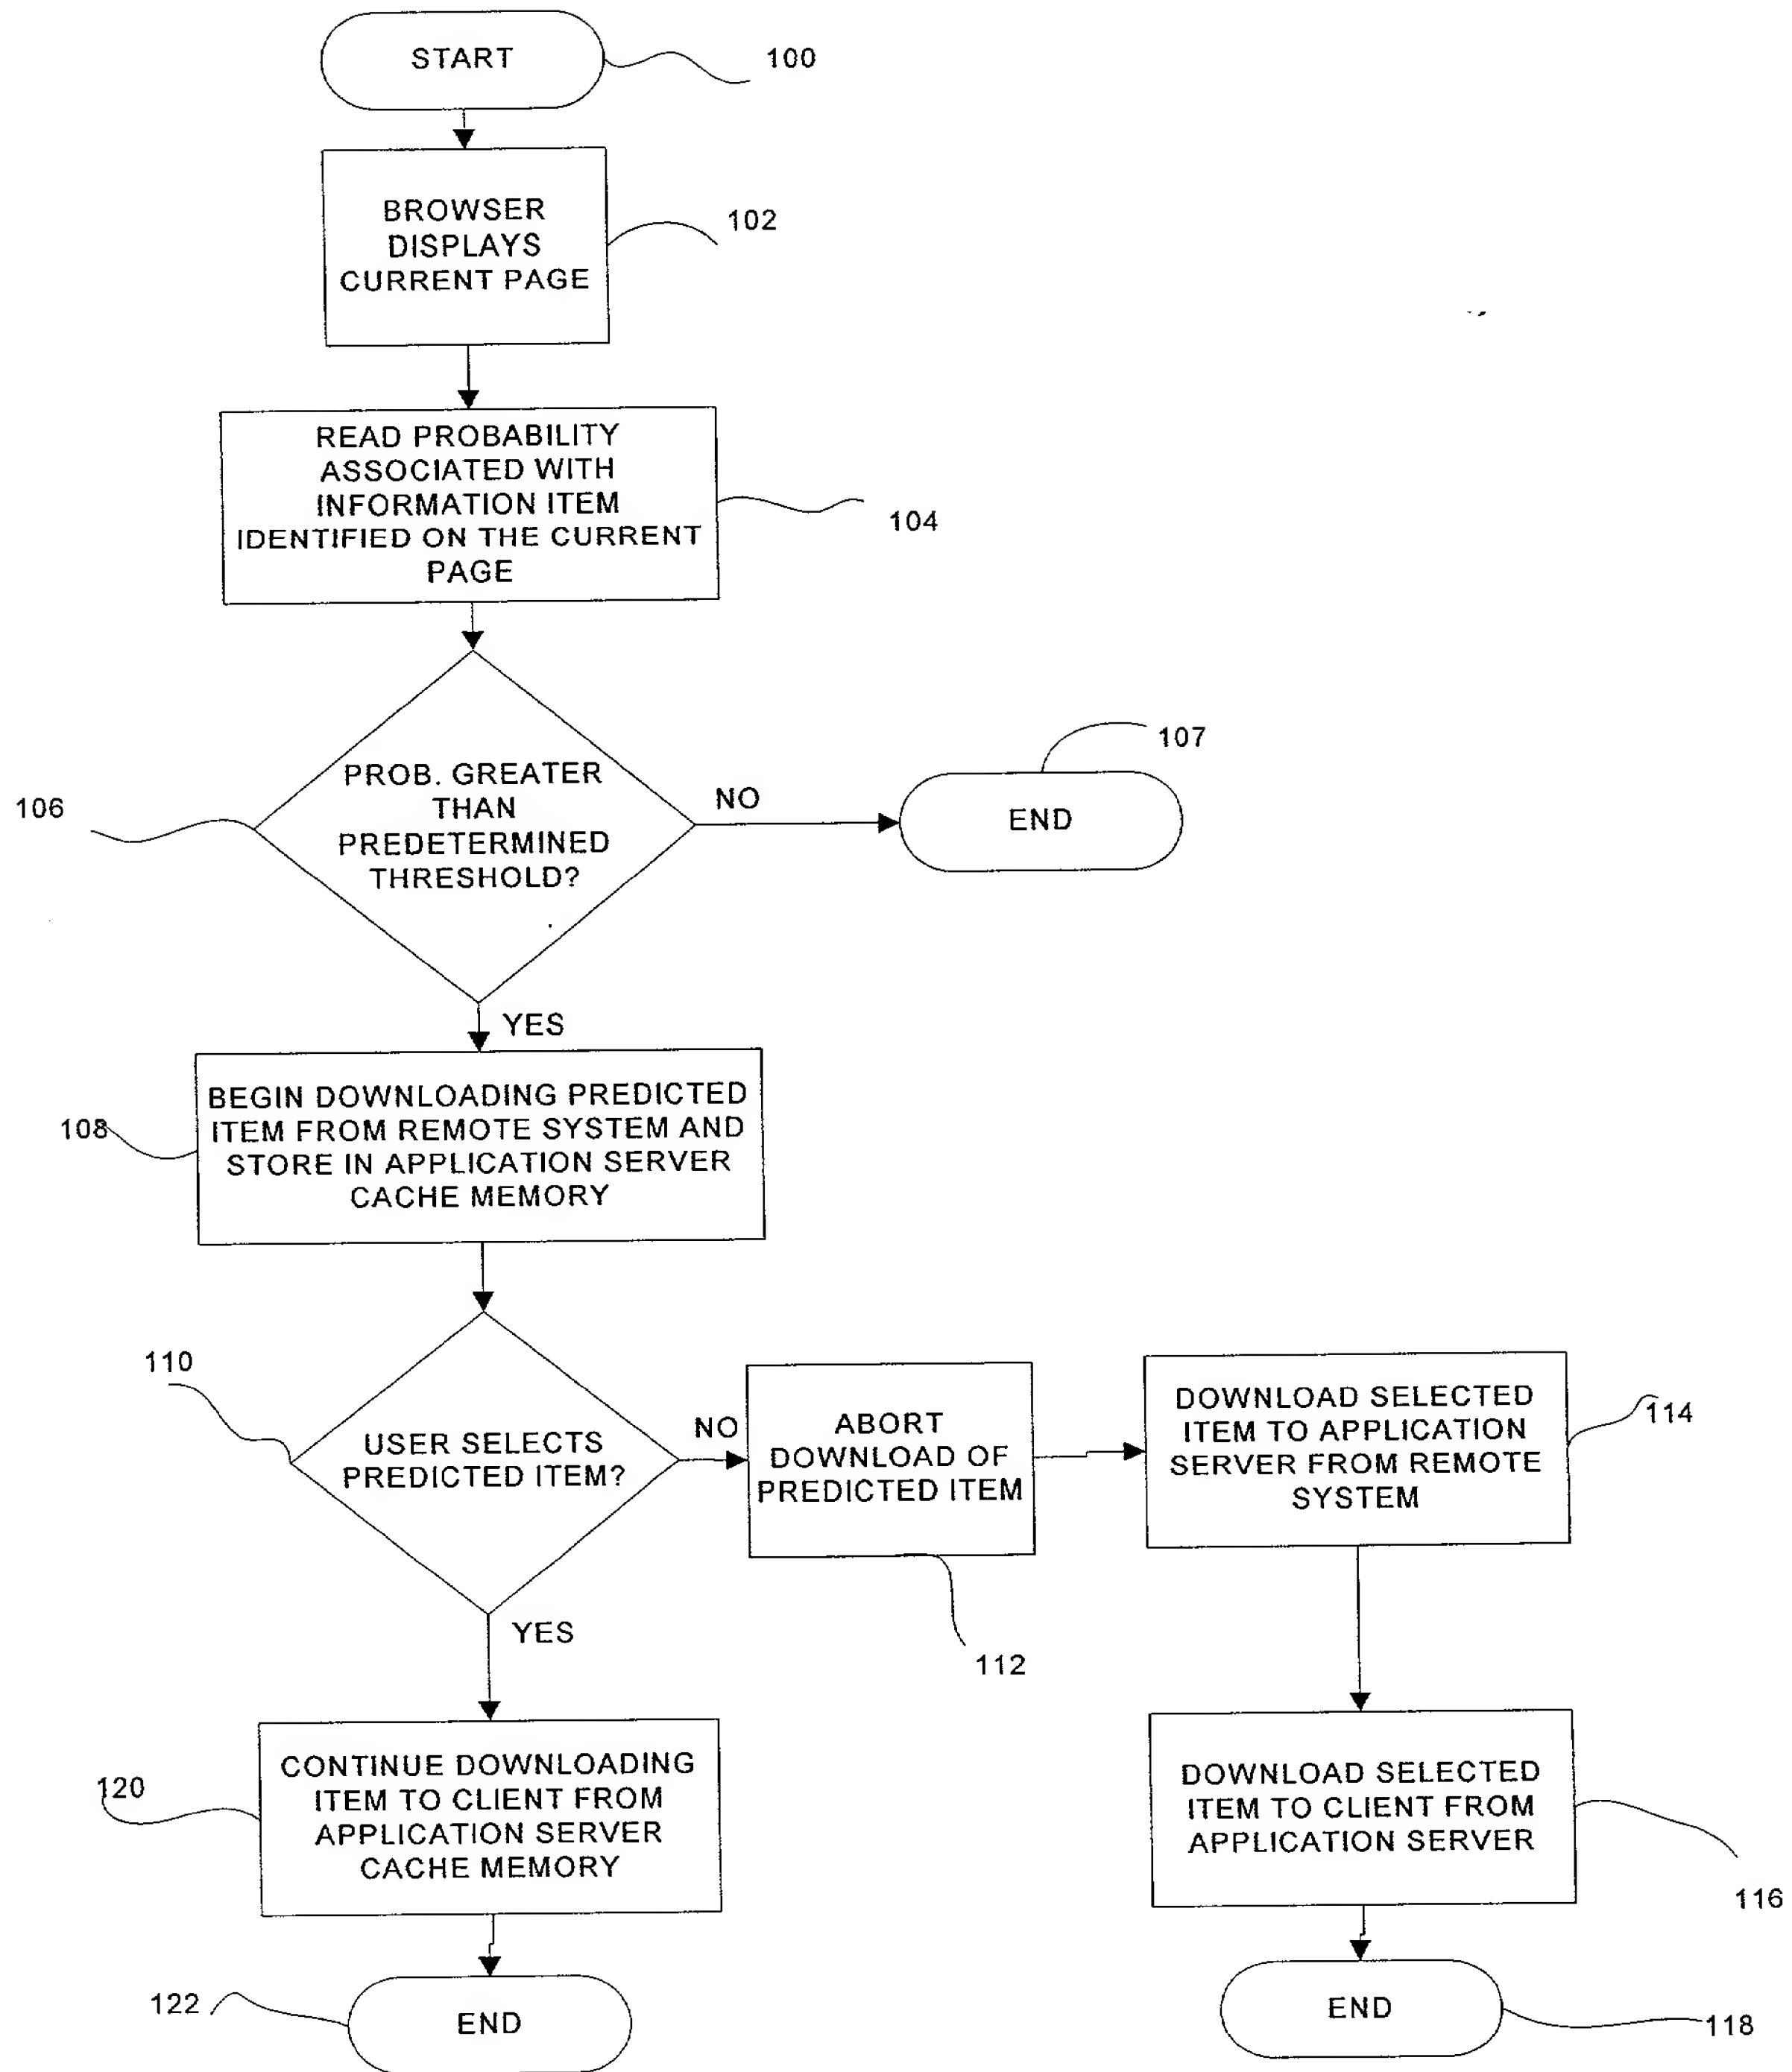 START
100
BROWSER
DISPLAYS
CURRENT PAGE
102
READ PROBABILITY
ASSOCIATED WITH
INFORMATION ITEM
IDENTIFIED ON THE CURRENT
PAGE
104
106
PROB. GREATER
THAN
PREDETERMINED
THRESHOLD?
NO
107
END
YES
108
BEGIN DOWNLOADING PREDICTED
ITEM FROM REMOTE SYSTEM AND
STORE IN APPLICATION SERVER
CACHE MEMORY
110
USER SELECTS
PREDICTED ITEM?
NO
ABORT
DOWNLOAD OF
PREDICTED ITEM
112
DOWNLOAD SELECTED
ITEM TO APPLICATION
SERVER FROM REMOTE
SYSTEM
114
YES
120
CONTINUE DOWNLOADING
ITEM TO CLIENT FROM
APPLICATION SERVER
CACHE MEMORY
DOWNLOAD SELECTED
ITEM TO CLIENT FROM
APPLICATION SERVER
116
122
END
END
118